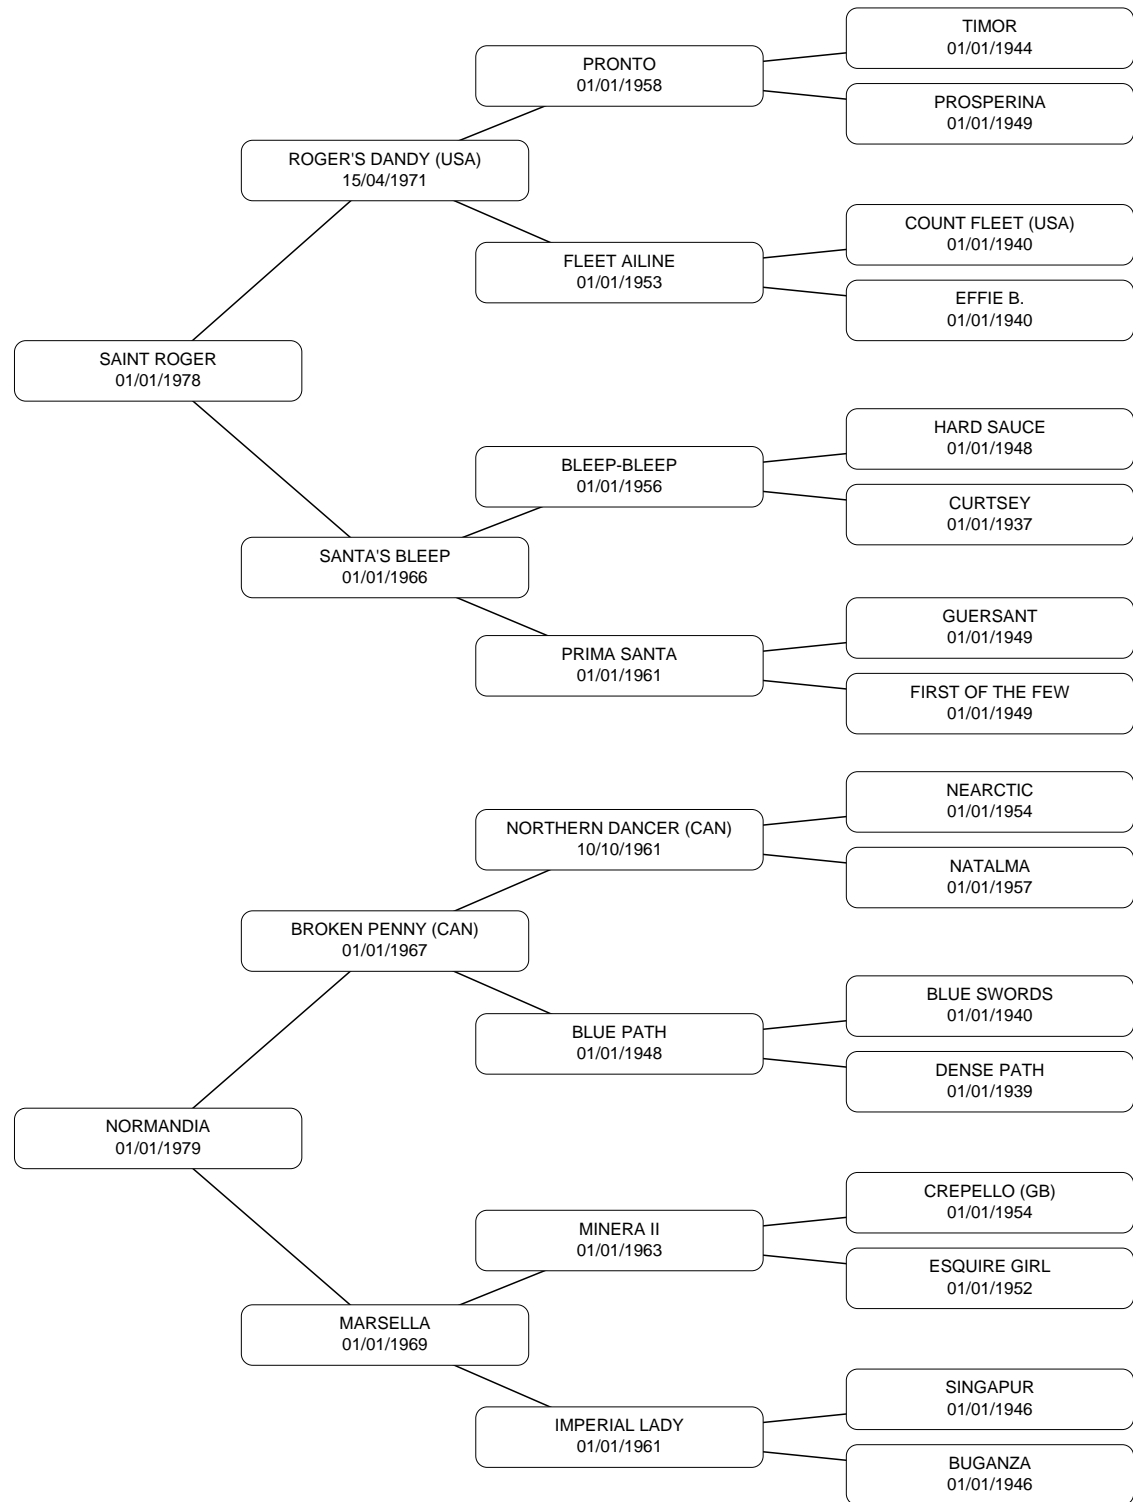 TIMOR
01/01/1944
PRONTO
01/01/1958
PROSPERINA
01/01/1949
ROGER'S DANDY (USA)
15/04/1971
COUNT FLEET (USA)
01/01/1940
FLEET AILINE
01/01/1953
EFFIE B.
01/01/1940
SAINT ROGER
01/01/1978
HARD SAUCE
01/01/1948
BLEEP-BLEEP
01/01/1956
CURTSEY
01/01/1937
SANTA'S BLEEP
01/01/1966
GUERSANT
01/01/1949
PRIMA SANTA
01/01/1961
FIRST OF THE FEW
01/01/1949
NEARCTIC
01/01/1954
NORTHERN DANCER (CAN)
10/10/1961
NATALMA
01/01/1957
BROKEN PENNY (CAN)
01/01/1967
BLUE SWORDS
01/01/1940
BLUE PATH
01/01/1948
DENSE PATH
01/01/1939
NORMANDIA
01/01/1979
CREPELLO (GB)
01/01/1954
MINERA II
01/01/1963
ESQUIRE GIRL
01/01/1952
MARSELLA
01/01/1969
SINGAPUR
01/01/1946
IMPERIAL LADY
01/01/1961
BUGANZA
01/01/1946